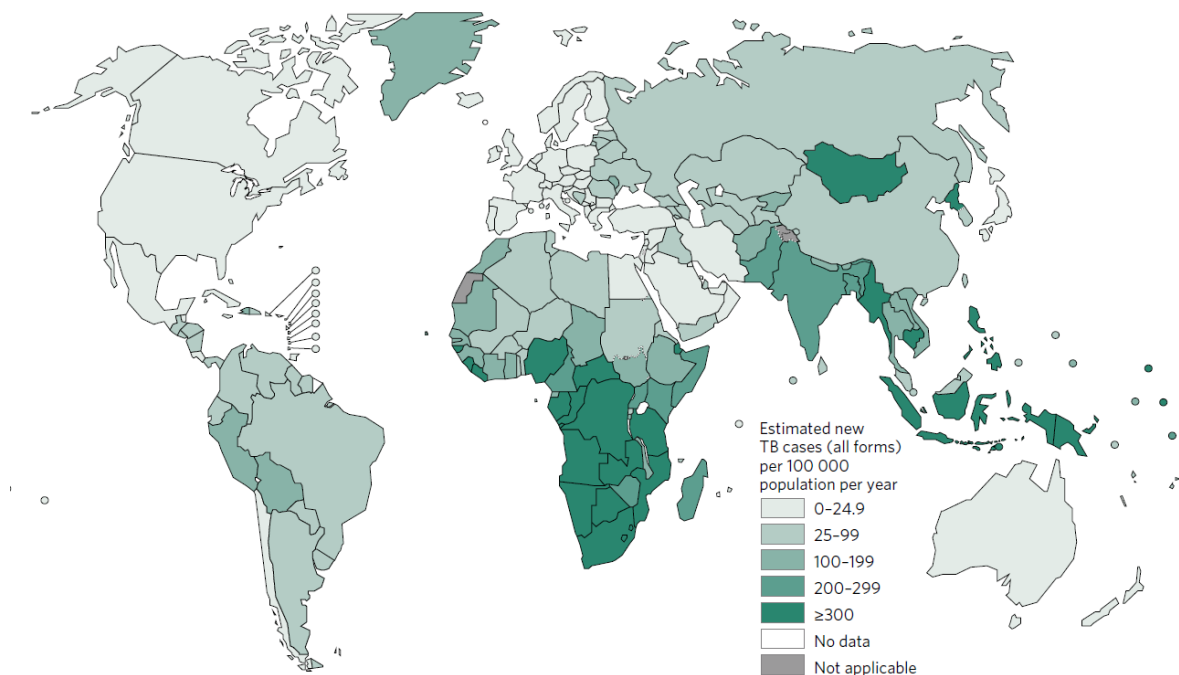 Estimated new
TB cases (all forms)
per 100 000
population per year
0–24.9
25–99
100–199
200–299
≥300
No data
Not applicable